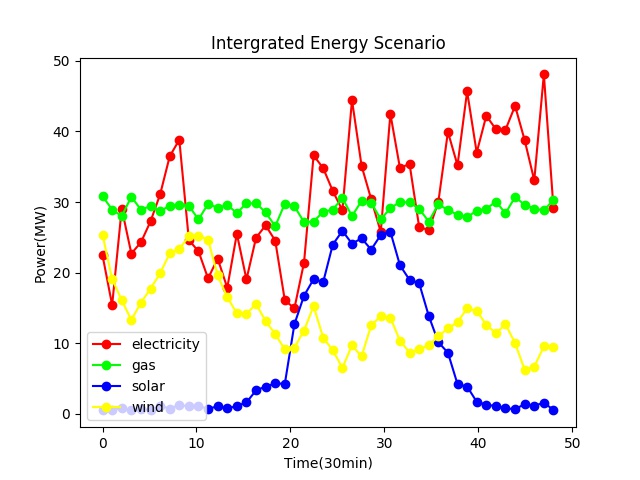 Intergrated Energy Scenario
Power(MW)
50
40
30
20
10
0
electricity
gas
solar
wind
0 10 20 30 40 50
Time(30min)